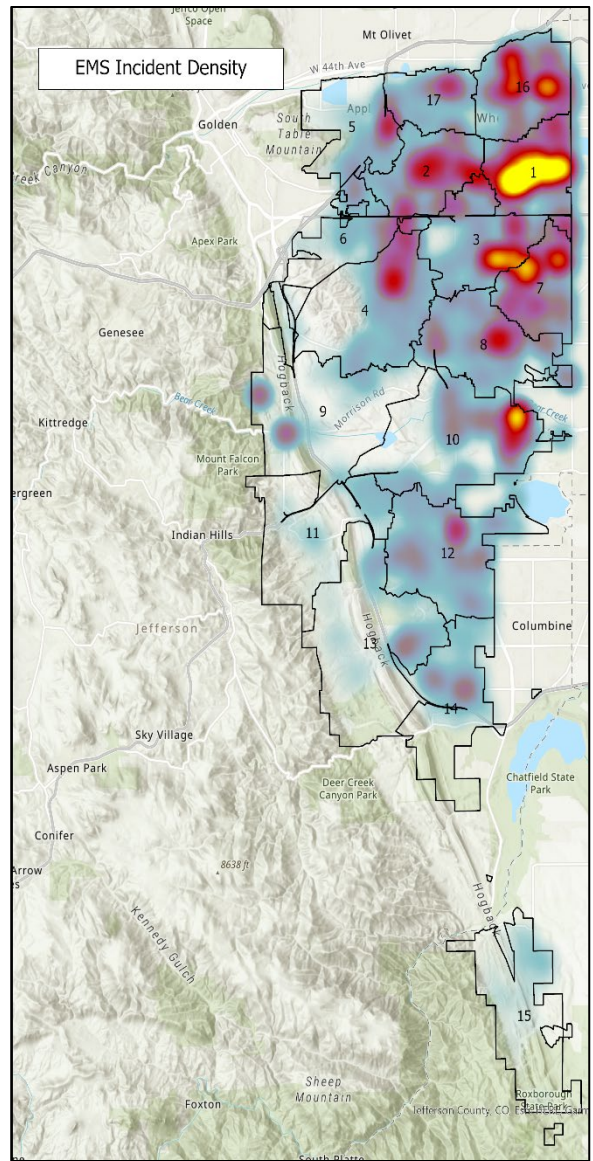 Jeffco Open
Space
Mt Olivet
EMS Incident Density
W 44th Ave
16
17
Appl
5
Golden
South
Table
Mountain
Whe
reek Canyon
2
1
Apex Park
6
3
7
4
Genesee
8
Hogback
9
Morrison Rd
Bear Creek
Bear Creek
Kittredge
10
Mount Falcon
Park
ergreen
Indian Hills
11
12
Jefferson
Columbine
Hogback
13
14
Sky Village
Aspen Park
Chatfield State
Park
Deer Creek
Canyon Park
Conifer
8638 ft
Arrow
es
Hogback
Kennedy Gulch
15
Sheep
Mountain
Roxborough
State Park
Foxton
Jefferson County, CO,
South Platte